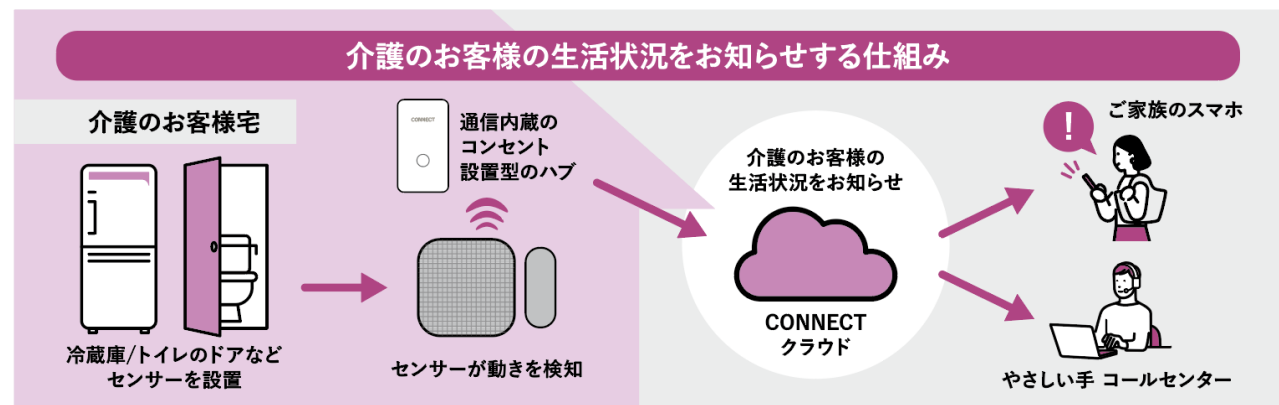 介護のお客様の生活状況をお知らせする仕組み
介護のお客様宅
冷蔵庫/トイレのドアなど
センサーを設置
CONNECT
通信内蔵の
コンセント
設置型のハブ
センサーが動きを検知
介護のお客様の
生活状況をお知らせ
CONNECT
クラウド
!
ご家族のスマホ
やさしい手 コールセンター